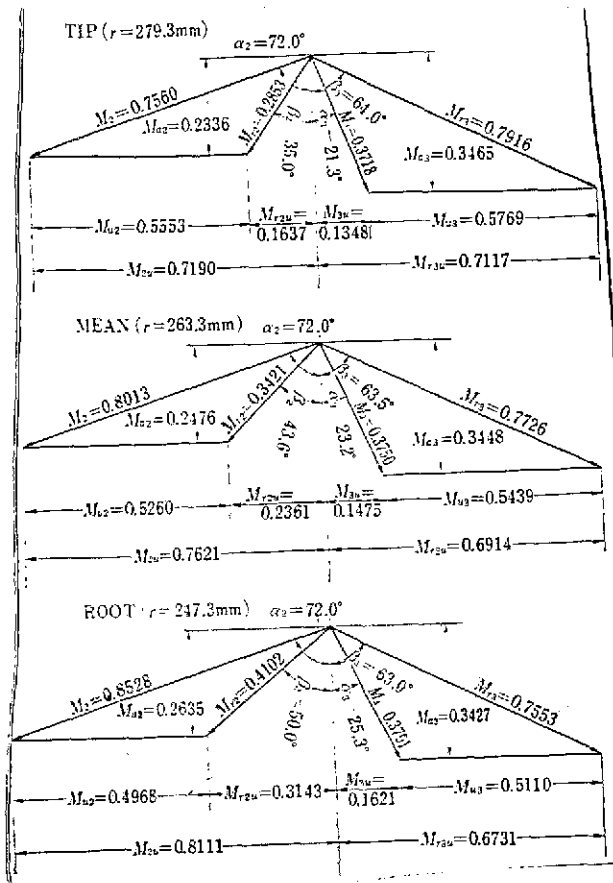 TIP (r=279.3mm)
α₂=72.0°
M₂=0.7560
Mₐ₂=0.2336
Mᵣ₂=0.2853
β₂ 35.0°
α₃ 21.3°
β₃=64.0°
M₃=0.3718
Mᵣ₃=0.7916
Mₐ₃=0.3465
Mᵤ₂=0.5553
Mᵣ₂ᵤ=0.1637
M₃ᵤ=0.1348
Mᵤ₃=0.5769
M₂ᵤ=0.7190
Mᵣ₃ᵤ=0.7117
MEAN (r=263.3mm) α₂=72.0°
M₂=0.8013
Mₐ₂=0.2476
Mᵣ₂=0.3421
β₂ 43.6°
α₃ 23.2°
β₃=63.5°
M₃=0.3750
Mᵣ₃=0.7726
Mₐ₃=0.3448
Mᵤ₂=0.5260
Mᵣ₂ᵤ=0.2361
M₃ᵤ=0.1475
Mᵤ₃=0.5439
M₂ᵤ=0.7621
Mᵣ₂ᵤ=0.6914
ROOT (r=247.3mm) α₂=72.0°
M₂=0.8528
Mₐ₂=0.2635
Mᵣ₂=0.4102
β₂=50.0°
α₃ 25.3°
β₃=63.0°
M₃ 0.3791
Mᵣ₃=0.7553
Mₐ₃=0.3427
Mᵤ₂=0.4968
Mᵣ₂ᵤ=0.3143
M₃ᵤ=0.1621
Mᵤ₃=0.5110
M₂ᵤ=0.8111
Mᵣ₃ᵤ=0.6731